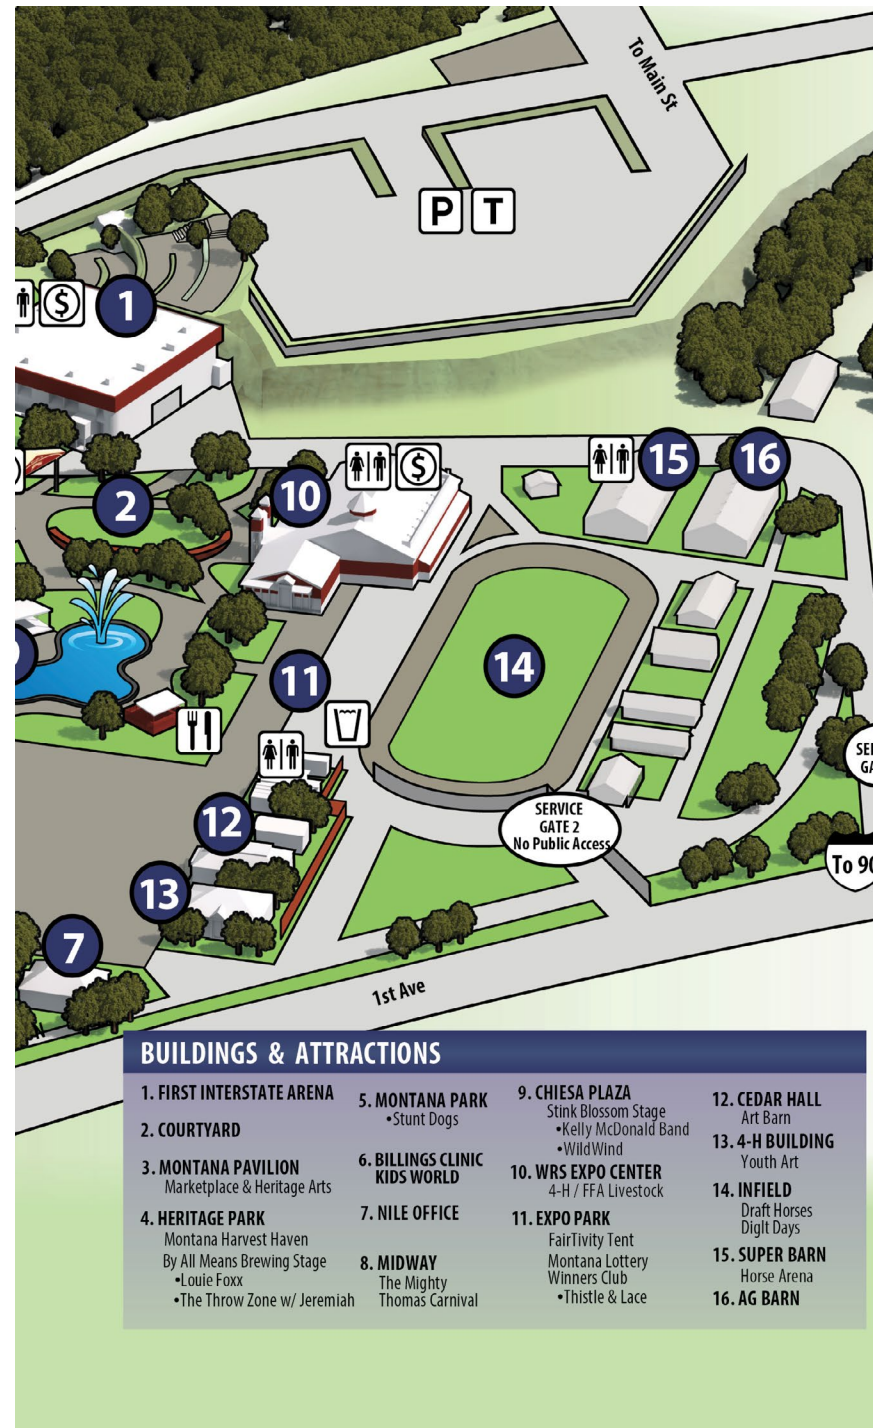 To Main St
P T
$
1
$
10
15
16
2
14
11
SERVICE
GATE 2
No Public Access
12
To 90
13
7
1st Ave
BUILDINGS & ATTRACTIONS
1. FIRST INTERSTATE ARENA
2. COURTYARD
3. MONTANA PAVILION
Marketplace & Heritage Arts
4. HERITAGE PARK
Montana Harvest Haven
By All Means Brewing Stage
•Louie Foxx
•The Throw Zone w/ Jeremiah
5. MONTANA PARK
•Stunt Dogs
6. BILLINGS CLINIC
KIDS WORLD
7. NILE OFFICE
8. MIDWAY
The Mighty
Thomas Carnival
9. CHIESA PLAZA
Stink Blossom Stage
•Kelly McDonald Band
•WildWind
10. WRS EXPO CENTER
4-H / FFA Livestock
11. EXPO PARK
FairTivity Tent
Montana Lottery
Winners Club
•Thistle & Lace
12. CEDAR HALL
Art Barn
13. 4-H BUILDING
Youth Art
14. INFIELD
Draft Horses
DigIt Days
15. SUPER BARN
Horse Arena
16. AG BARN